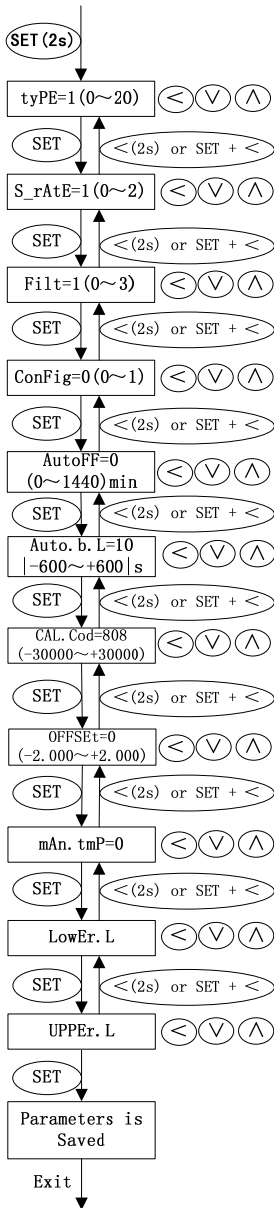 SET(2s)
tyPE=1(0～20)
< ∨ ∧
SET
<(2s) or SET + <
S_rAtE=1(0～2)
< ∨ ∧
SET
<(2s) or SET + <
Filt=1(0～3)
< ∨ ∧
SET
<(2s) or SET + <
ConFig=0(0～1)
< ∨ ∧
SET
<(2s) or SET + <
AutoFF=0
(0～1440)min
< ∨ ∧
SET
<(2s) or SET + <
Auto.b.L=10
|-600～+600|s
< ∨ ∧
SET
<(2s) or SET + <
CAL.Cod=808
(-30000～+30000)
< ∨ ∧
SET
<(2s) or SET + <
OFFSEt=0
(-2.000～+2.000)
< ∨ ∧
SET
<(2s) or SET + <
mAn.tmP=0
< ∨ ∧
SET
<(2s) or SET + <
LowEr.L
< ∨ ∧
SET
<(2s) or SET + <
UPPEr.L
< ∨ ∧
SET
Parameters is
Saved
Exit